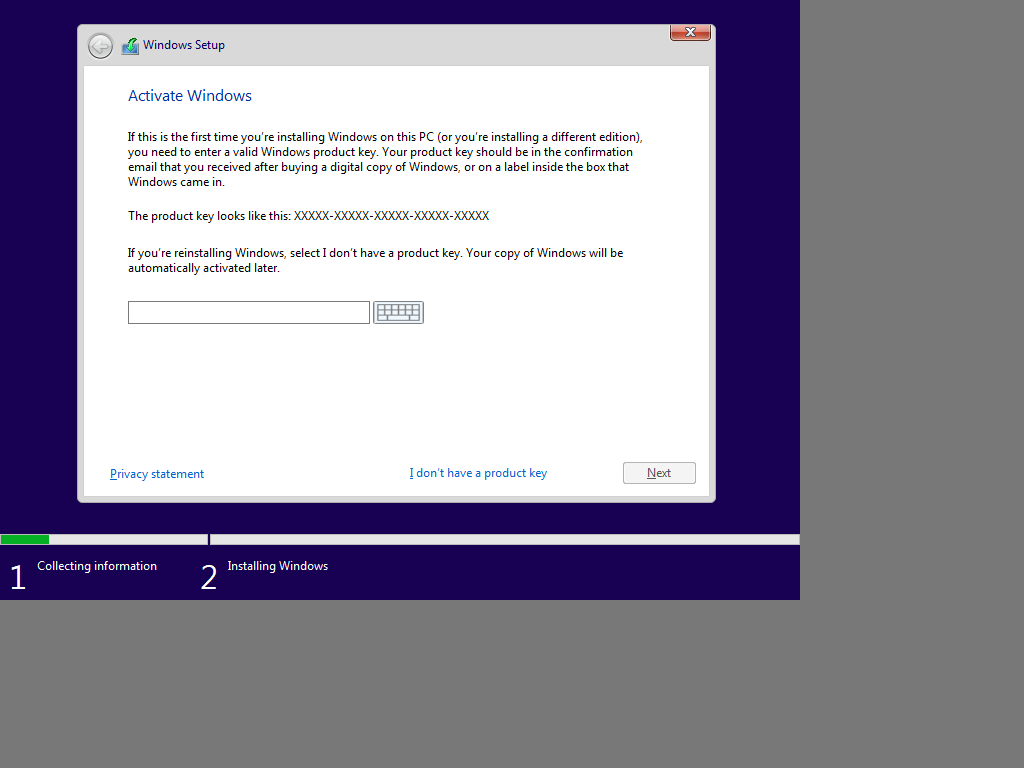 Windows Setup
Activate Windows
If this is the first time you're installing Windows on this PC (or you're installing a different edition),
you need to enter a valid Windows product key. Your product key should be in the confirmation
email that you received after buying a digital copy of Windows, or on a label inside the box that
Windows came in.
The product key looks like this: XXXXX-XXXXX-XXXXX-XXXXX-XXXXX
If you're reinstalling Windows, select I don't have a product key. Your copy of Windows will be
automatically activated later.
Privacy statement
I don't have a product key
Next
1 Collecting information
2 Installing Windows